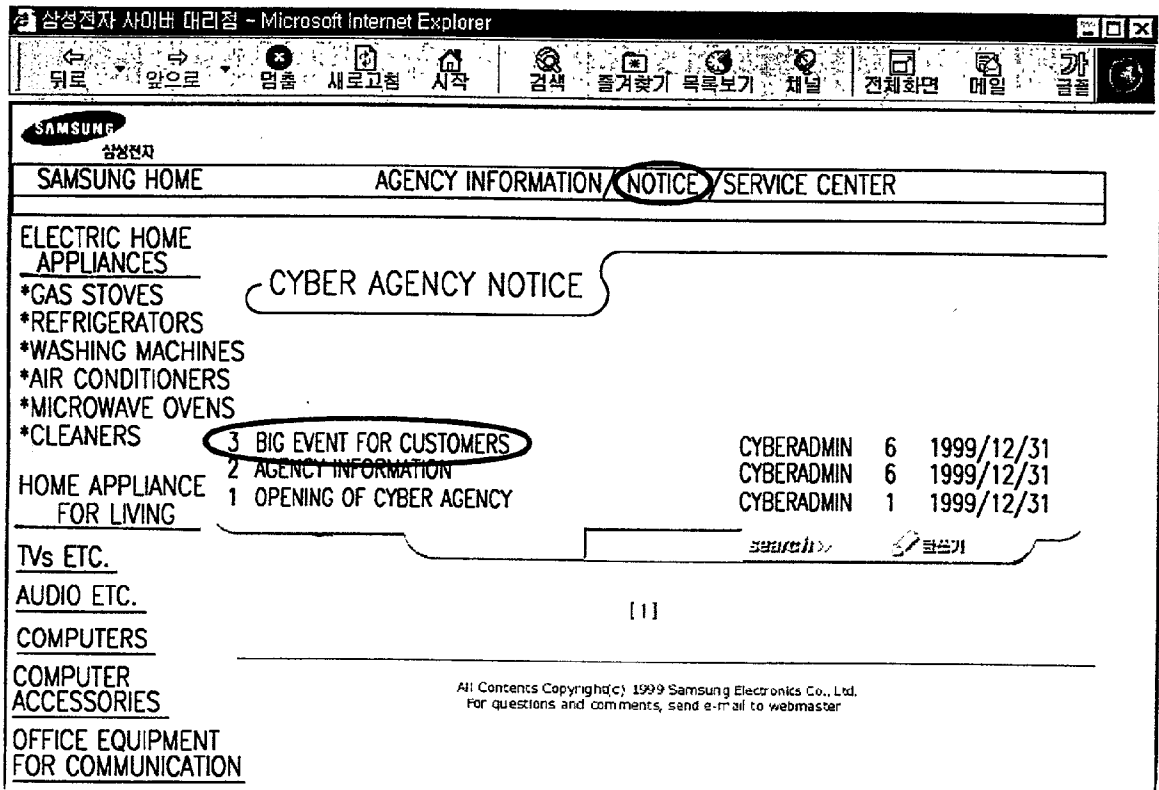 삼성전자 사이버 대리점 - Microsoft Internet Explorer
뒤로 앞으로 멈춤 새로고침 시작 검색 즐겨찾기 목록보기 채널 전체화면 메일 가 글꼴
SAMSUNG
삼성전자
SAMSUNG HOME AGENCY INFORMATION/NOTICE/SERVICE CENTER
ELECTRIC HOME
APPLIANCES
*GAS STOVES
*REFRIGERATORS
*WASHING MACHINES
*AIR CONDITIONERS
*MICROWAVE OVENS
*CLEANERS
HOME APPLIANCE
FOR LIVING
TVs ETC.
AUDIO ETC.
COMPUTERS
COMPUTER
ACCESSORIES
OFFICE EQUIPMENT
FOR COMMUNICATION
CYBER AGENCY NOTICE
3 BIG EVENT FOR CUSTOMERS CYBERADMIN 6 1999/12/31
2 AGENCY INFORMATION CYBERADMIN 6 1999/12/31
1 OPENING OF CYBER AGENCY CYBERADMIN 1 1999/12/31
search>> 글쓰기
[1]
All Contents Copyright(c) 1999 Samsung Electronics Co., Ltd.
For questions and comments, send e-mail to webmaster